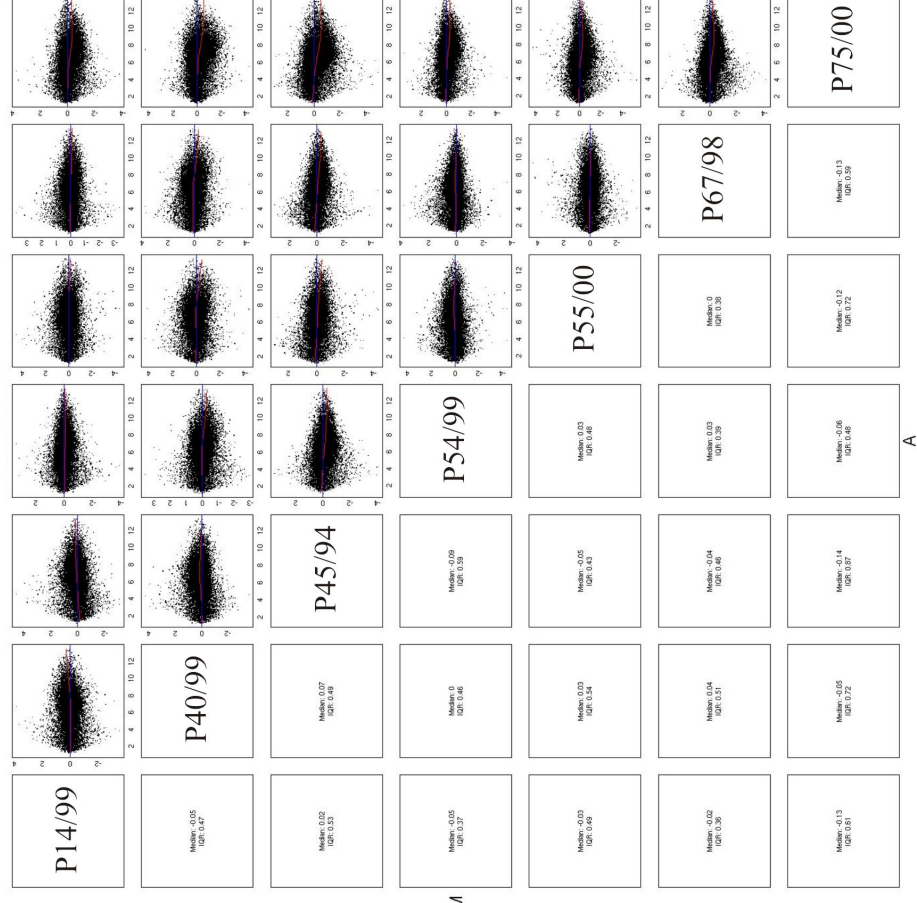 P14/99
Median: -0.05
IQR: 0.47
P40/99
Median: 0.02
IQR: 0.53
Median: 0.07
IQR: 0.49
P45/94
Median: -0.05
IQR: 0.37
Median: 0
IQR: 0.46
Median: -0.09
IQR: 0.59
P54/99
Median: -0.03
IQR: 0.49
Median: 0.03
IQR: 0.54
Median: -0.05
IQR: 0.43
Median: 0.03
IQR: 0.48
P55/00
Median: -0.02
IQR: 0.36
Median: 0.04
IQR: 0.51
Median: -0.04
IQR: 0.46
Median: 0.03
IQR: 0.39
Median: 0
IQR: 0.38
P67/98
Median: -0.13
IQR: 0.61
Median: -0.05
IQR: 0.72
Median: -0.14
IQR: 0.87
Median: -0.06
IQR: 0.48
Median: -0.12
IQR: 0.72
Median: -0.13
IQR: 0.59
P75/00
A